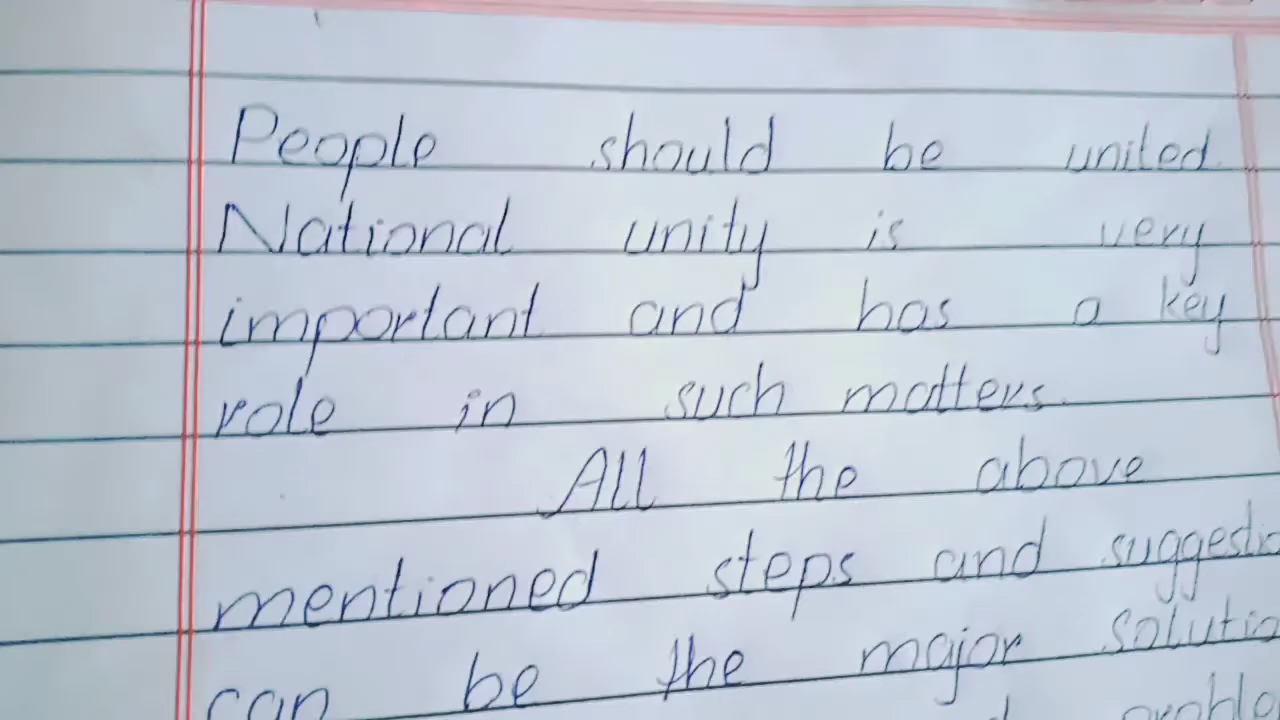 People should be united.
National unity is very
important and has a key
role in such matters.
All the above
mentioned steps and
can be the major